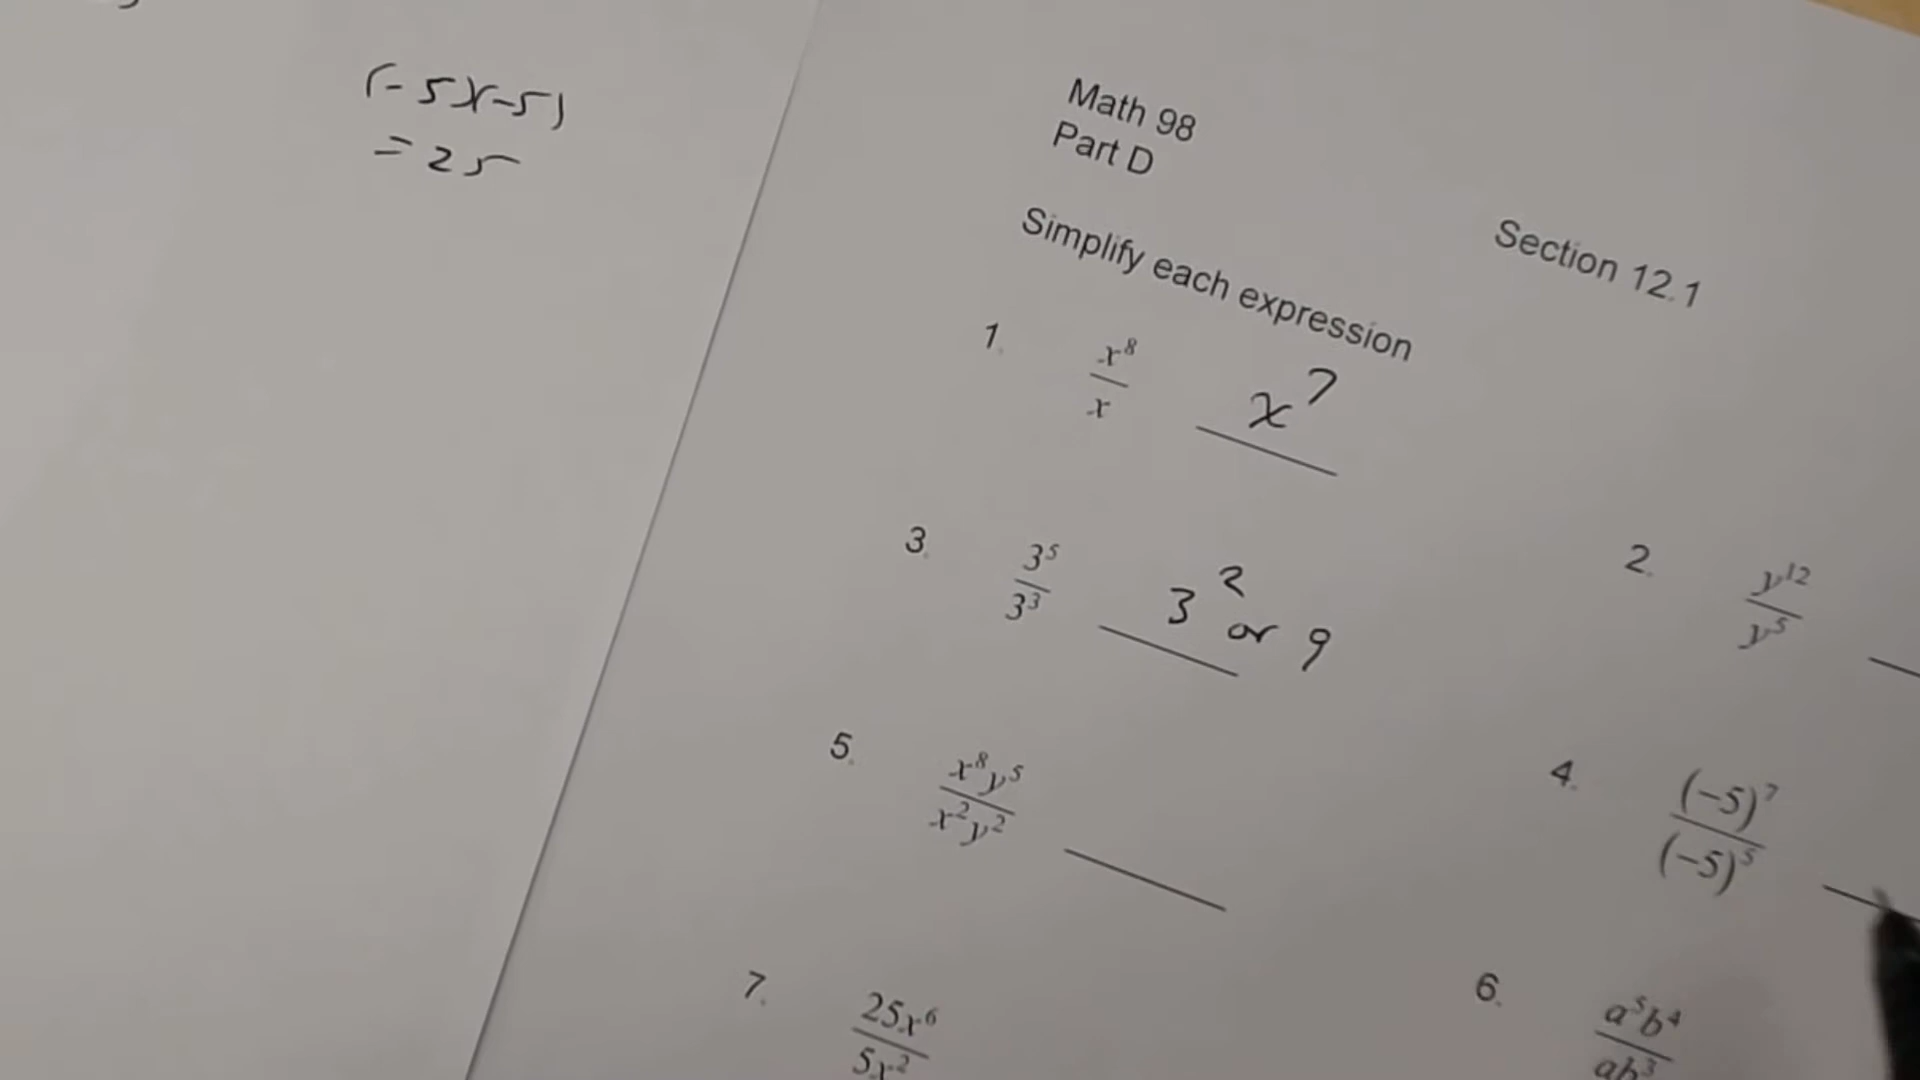 (-5)(-5)
= 25
Math 98
Part D
Section 12.1
Simplify each expression
1. x⁸/x x⁷
2. y¹²/y⁵
3. 3⁵/3³ 3² or 9
4. (−5)⁷/(−5)⁵
5. x⁸y⁵/x²y²
6. a⁵b⁴/ab³
7. 25x⁶/5x²